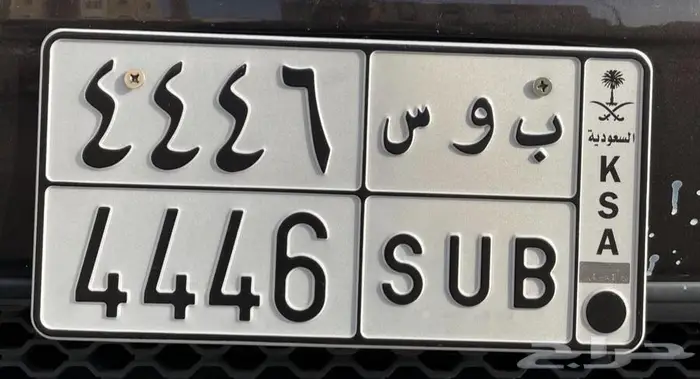 ٤٤٤٦ ب و س
4446 SUB
السعودية
K
S
A
حراج